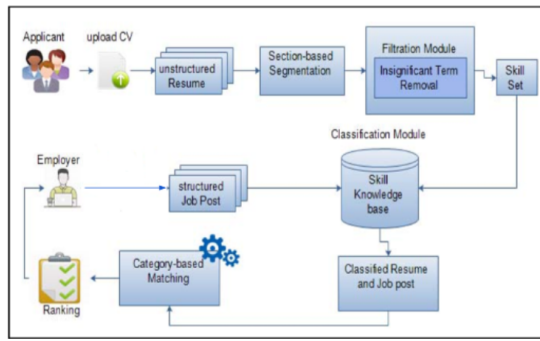 Applicant
upload CV
unstructured
Resume
Section-based
Segmentation
Filtration Module
Insignificant Term
Removal
Skill
Set
Classification Module
Employer
structured
Job Post
Skill
Knowledge
base
Category-based
Matching
Classified Resume
and Job post
Ranking